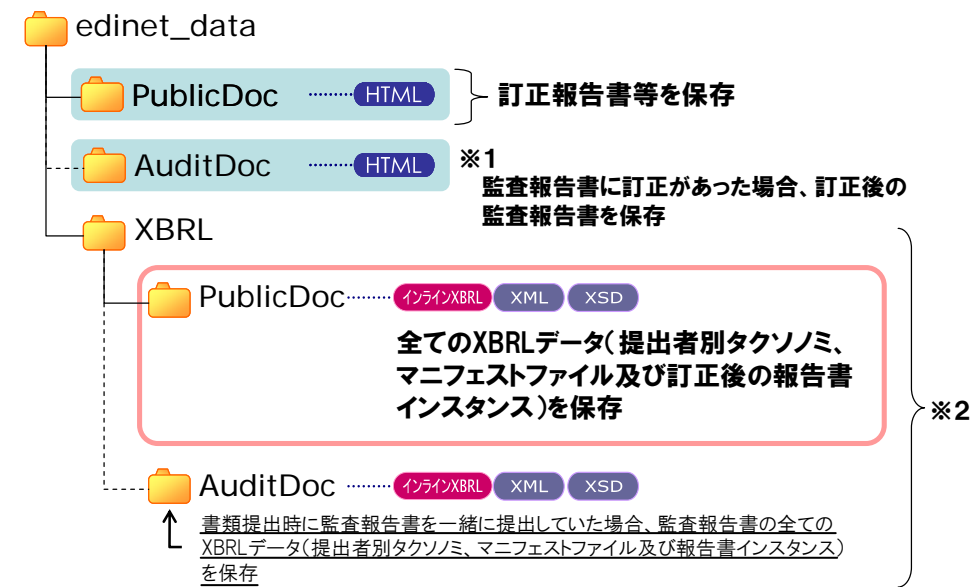 edinet_data
PublicDoc ・・・・・・・・・ HTML
訂正報告書等を保存
AuditDoc ・・・・・・・・・ HTML
※1
監査報告書に訂正があった場合、訂正後の
監査報告書を保存
XBRL
PublicDoc ・・・・・・・・・ インラインXBRL XML XSD
全てのXBRLデータ(提出者別タクソノミ、
マニフェストファイル及び訂正後の報告書
インスタンス)を保存
※2
AuditDoc ・・・・・・・・・ インラインXBRL XML XSD
書類提出時に監査報告書を一緒に提出していた場合、監査報告書の全ての
XBRLデータ(提出者別タクソノミ、マニフェストファイル及び報告書インスタンス)
を保存